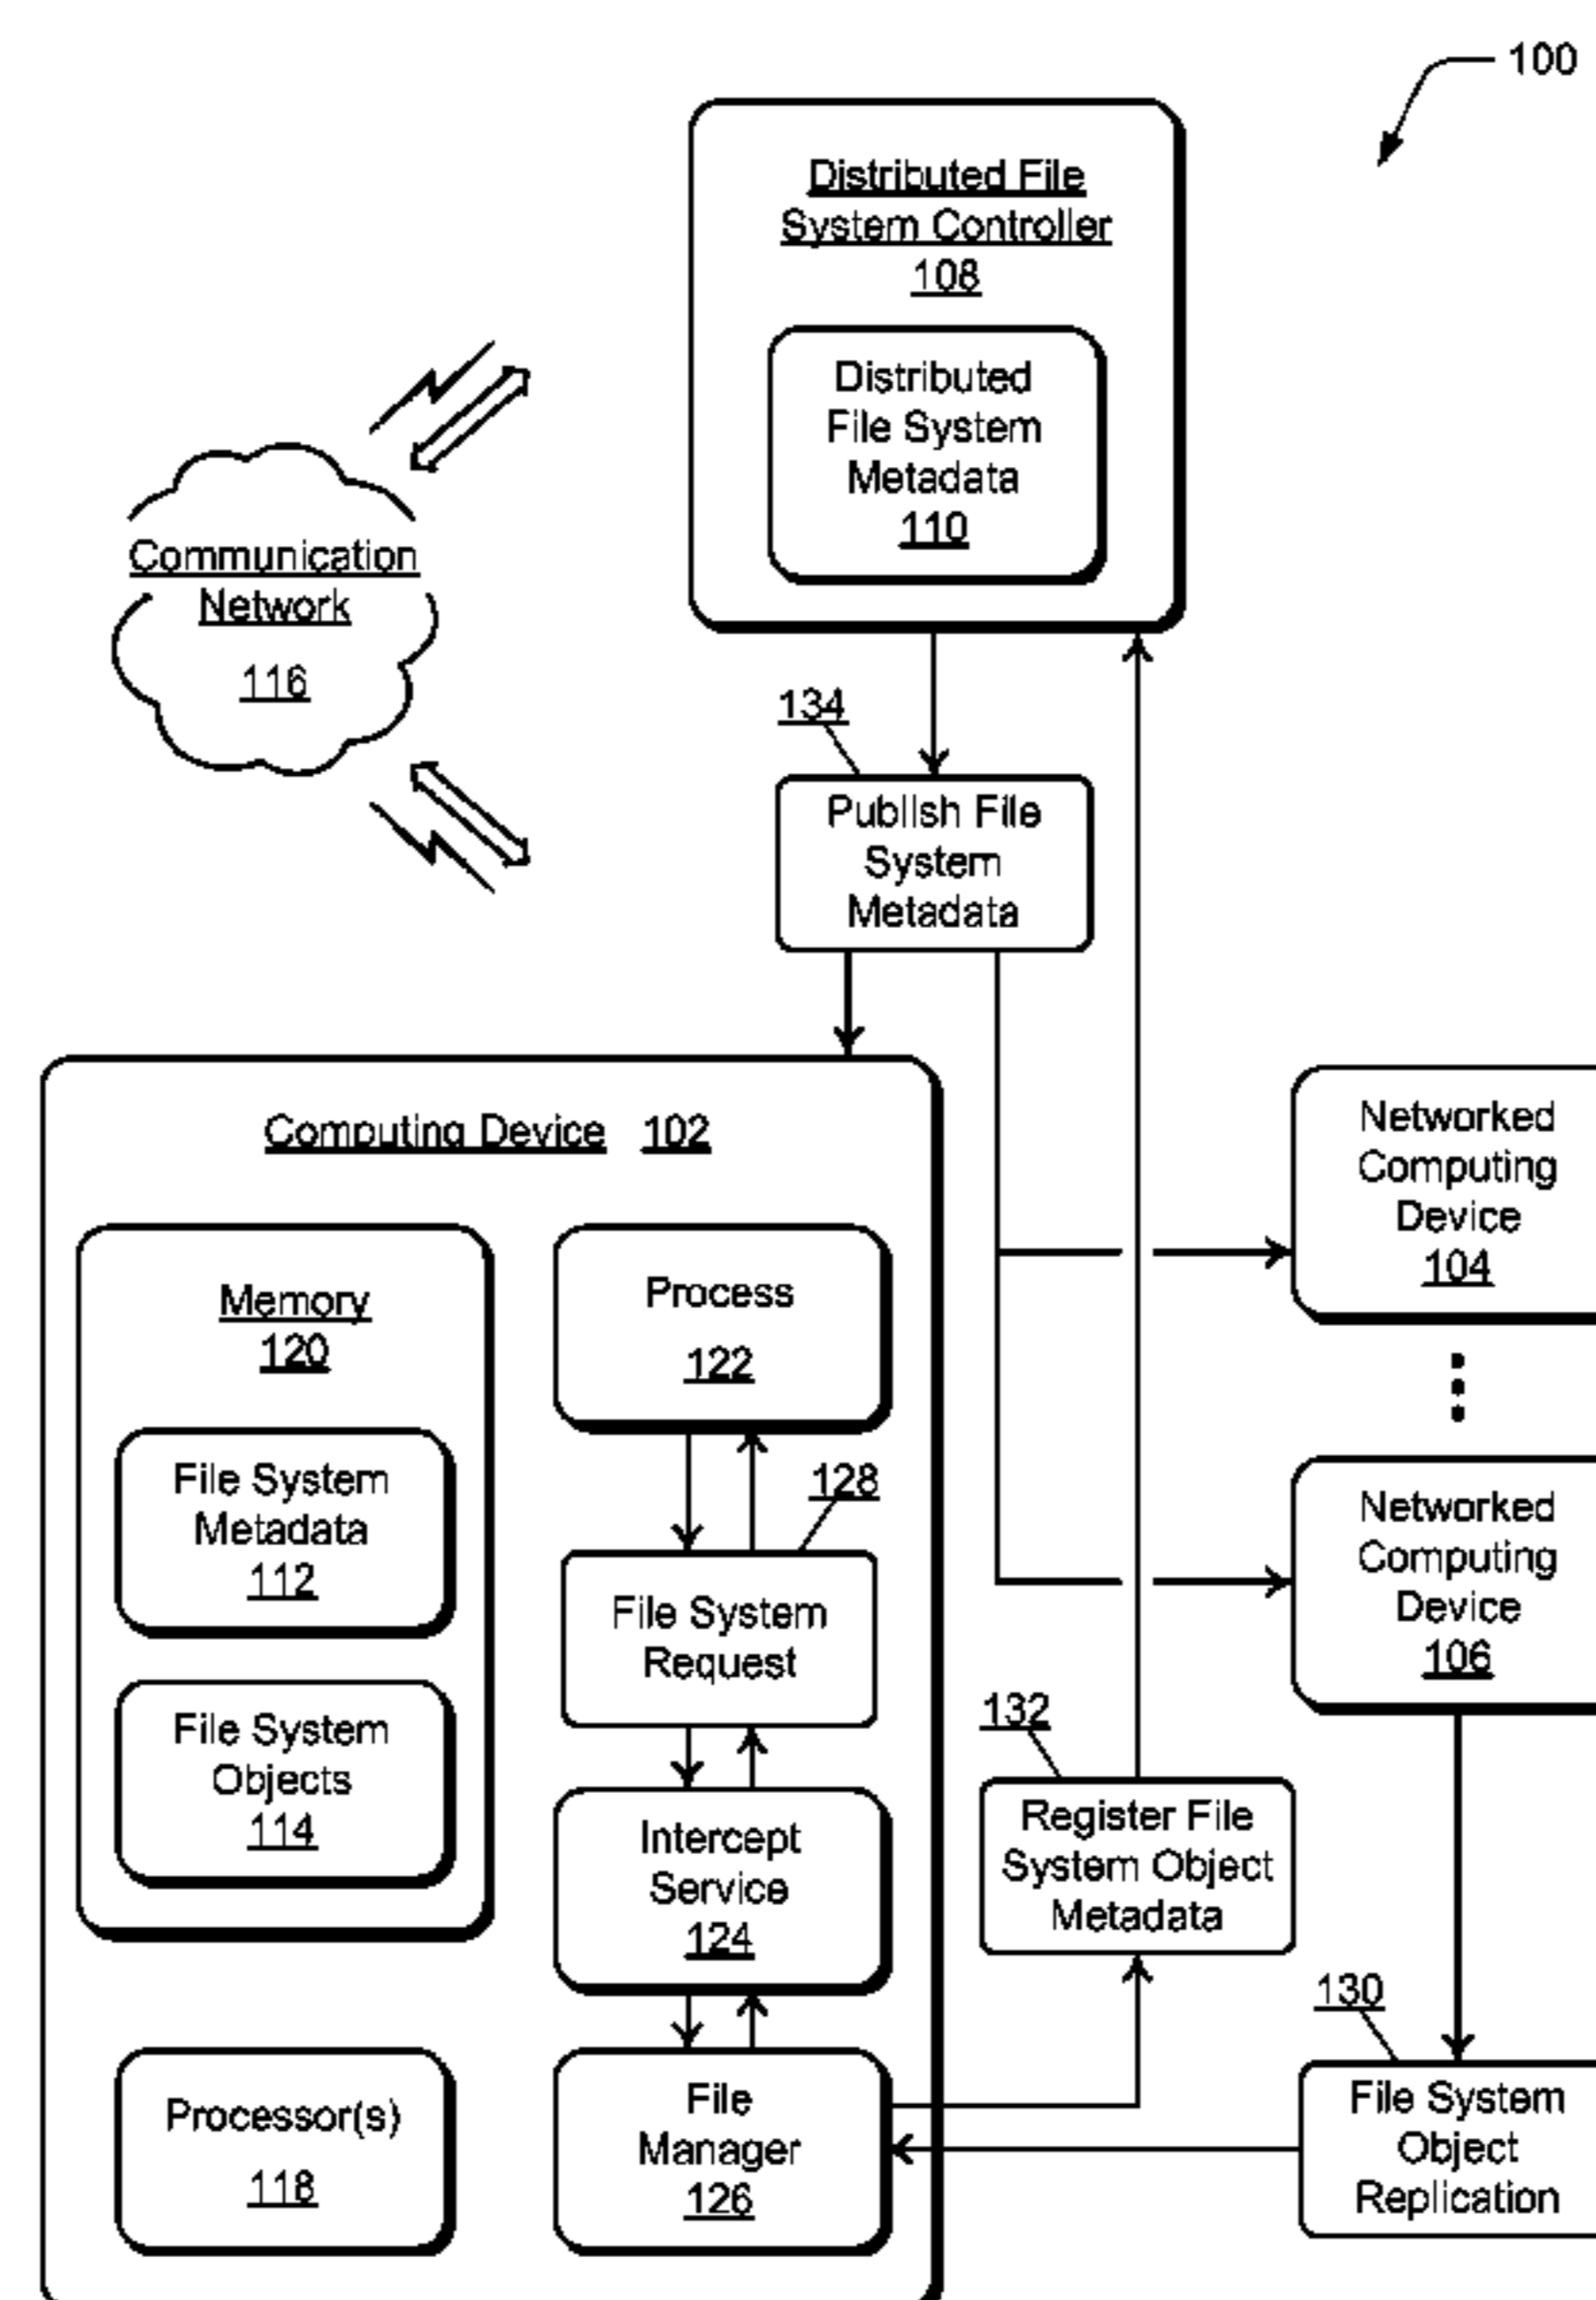 100
Distributed File
System Controller
108
Distributed
File System
Metadata
110
Communication
Network
116
134
Publish File
System
Metadata
Computing Device 102
Memory
120
File System
Metadata
112
File System
Objects
114
Processor(s)
118
Process
122
128
File System
Request
Intercept
Service
124
File
Manager
126
132
Register File
System Object
Metadata
Networked
Computing
Device
104
Networked
Computing
Device
106
130
File System
Object
Replication